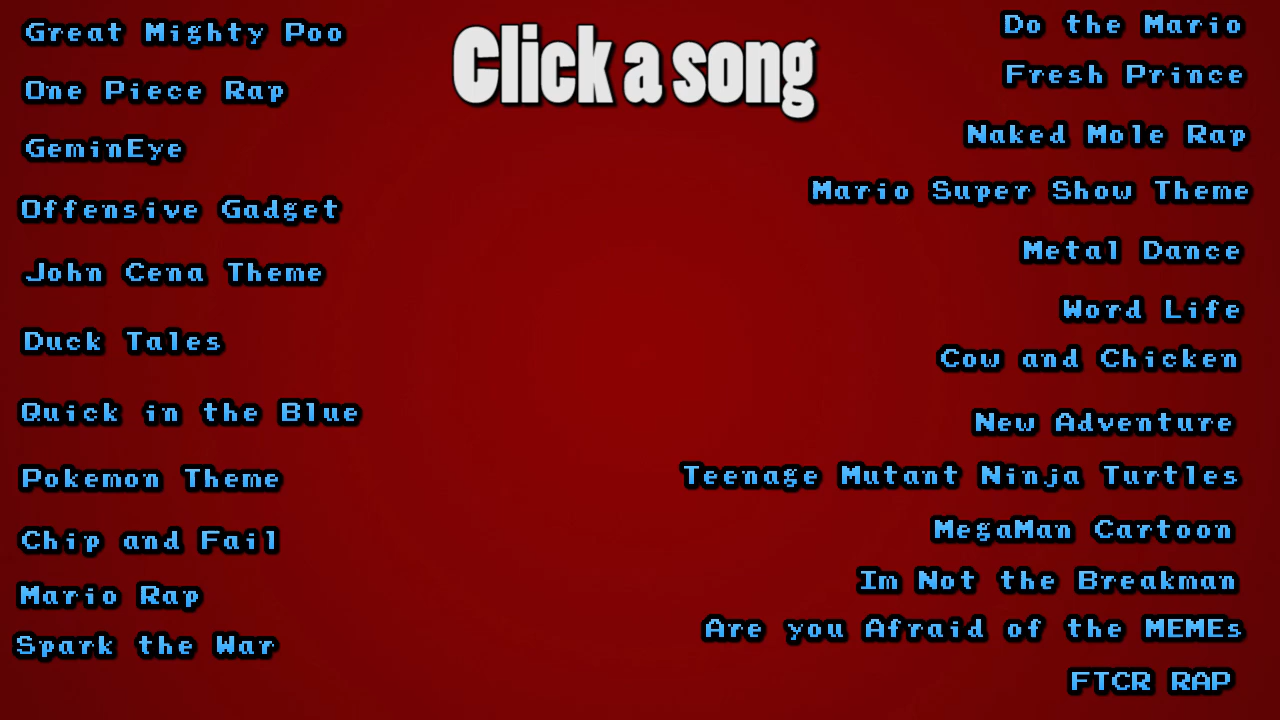 Click a song
Great Mighty Poo
One Piece Rap
GeminEye
Offensive Gadget
John Cena Theme
Duck Tales
Quick in the Blue
Pokemon Theme
Chip and Fail
Mario Rap
Spark the War
Do the Mario
Fresh Prince
Naked Mole Rap
Mario Super Show Theme
Metal Dance
Word Life
Cow and Chicken
New Adventure
Teenage Mutant Ninja Turtles
MegaMan Cartoon
Im Not the Breakman
Are you Afraid of the MEMEs
FTCR RAP